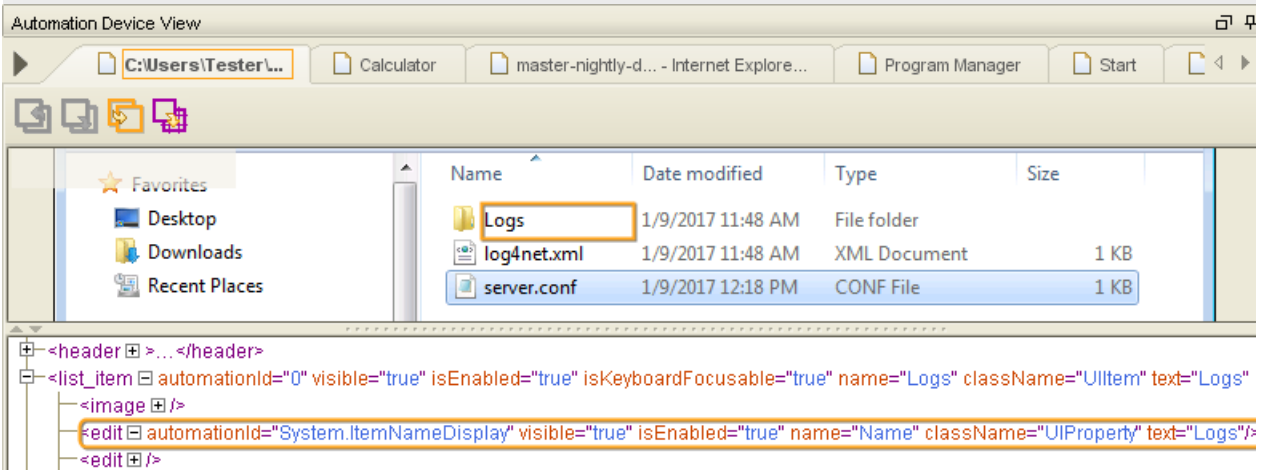 Automation Device View
C:\Users\Tester\... Calculator master-nightly-d... - Internet Explore... Program Manager Start
Name Date modified Type Size
Favorites
Desktop Logs 1/9/2017 11:48 AM File folder
Downloads log4net.xml 1/9/2017 11:48 AM XML Document 1 KB
Recent Places server.conf 1/9/2017 12:18 PM CONF File 1 KB
<header >...</header>
<list_item automationId="0" visible="true" isEnabled="true" isKeyboardFocusable="true" name="Logs" className="UIItem" text="Logs"
<image />
<edit automationId="System.ItemNameDisplay" visible="true" isEnabled="true" name="Name" className="UIProperty" text="Logs"/>
<edit />